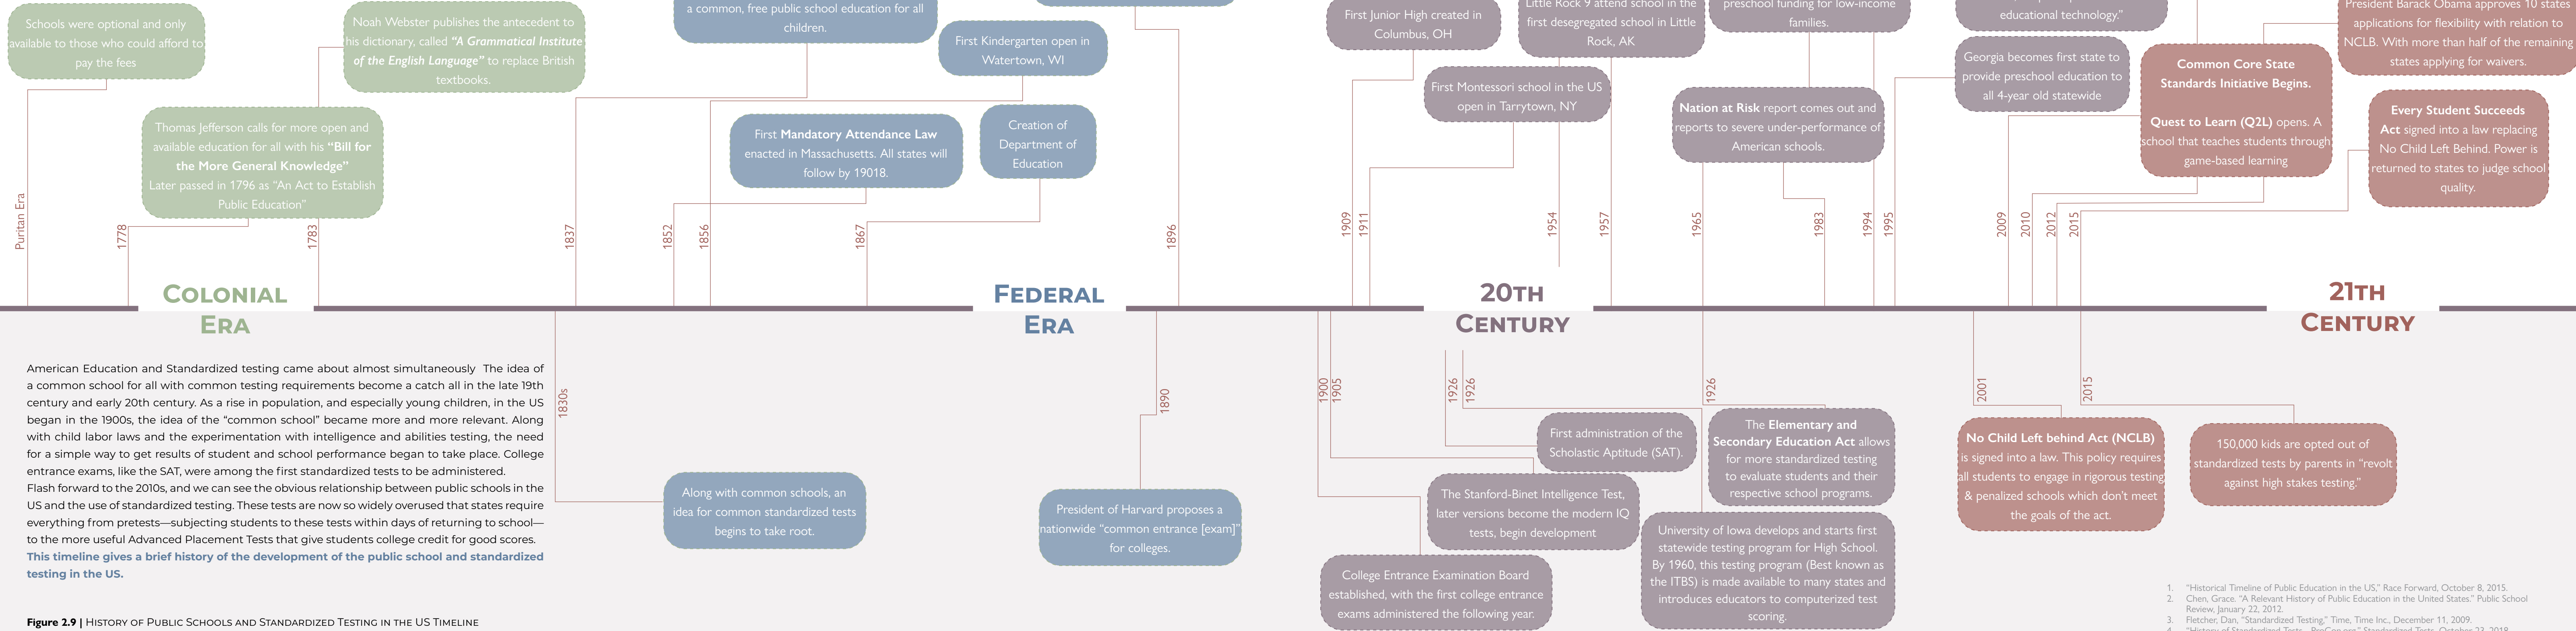 Schools were optional and only
available to those who could afford to
pay the fees
Noah Webster publishes the antecedent to
his dictionary, called “A Grammatical Institute
of the English Language” to replace British
textbooks.
Thomas Jefferson calls for more open and
available education for all with his “Bill for
the More General Knowledge”
Later passed in 1796 as “An Act to Establish
Public Education”
a common, free public school education for all
children.
First Kindergarten open in
Watertown, WI
First Mandatory Attendance Law
enacted in Massachusetts. All states will
follow by 19018.
Creation of
Department of
Education
First Junior High created in
Columbus, OH
Little Rock 9 attend school in the
first desegregated school in Little
Rock, AK
First Montessori school in the US
open in Tarrytown, NY
preschool funding for low-income
families.
Nation at Risk report comes out and
reports to severe under-performance of
American schools.
educational technology.”
Georgia becomes first state to
provide preschool education to
all 4-year old statewide
Common Core State
Standards Initiative Begins.
Quest to Learn (Q2L) opens. A
school that teaches students through
game-based learning
President Barack Obama approves 10 states
applications for flexibility with relation to
NCLB. With more than half of the remaining
states applying for waivers.
Every Student Succeeds
Act signed into a law replacing
No Child Left Behind. Power is
returned to states to judge school
quality.
Puritan Era
1778
1783
1837
1852
1856
1867
1896
1909
1911
1954
1957
1965
1983
1994
1995
2009
2010
2012
2015
Colonial
Era
Federal
Era
20th
Century
21th
Century
American Education and Standardized testing came about almost simultaneously The idea of
a common school for all with common testing requirements become a catch all in the late 19th
century and early 20th century. As a rise in population, and especially young children, in the US
began in the 1900s, the idea of the “common school” became more and more relevant. Along
with child labor laws and the experimentation with intelligence and abilities testing, the need
for a simple way to get results of student and school performance began to take place. College
entrance exams, like the SAT, were among the first standardized tests to be administered.
Flash forward to the 2010s, and we can see the obvious relationship between public schools in the
US and the use of standardized testing. These tests are now so widely overused that states require
everything from pretests—subjecting students to these tests within days of returning to school—
to the more useful Advanced Placement Tests that give students college credit for good scores.
This timeline gives a brief history of the development of the public school and standardized
testing in the US.
1830s
1890
1900
1905
1926
1926
1926
2001
2015
Along with common schools, an
idea for common standardized tests
begins to take root.
President of Harvard proposes a
nationwide “common entrance [exam]”
for colleges.
First administration of the
Scholastic Aptitude (SAT).
The Stanford-Binet Intelligence Test,
later versions become the modern IQ
tests, begin development
College Entrance Examination Board
established, with the first college entrance
exams administered the following year.
The Elementary and
Secondary Education Act allows
for more standardized testing
to evaluate students and their
respective school programs.
University of Iowa develops and starts first
statewide testing program for High School.
By 1960, this testing program (Best known as
the ITBS) is made available to many states and
introduces educators to computerized test
scoring.
No Child Left behind Act (NCLB)
is signed into a law. This policy requires
all students to engage in rigorous testing
& penalized schools which don’t meet
the goals of the act.
150,000 kids are opted out of
standardized tests by parents in “revolt
against high stakes testing.”
1. “Historical Timeline of Public Education in the US,” Race Forward, October 8, 2015.
2. Chen, Grace. “A Relevant History of Public Education in the United States.” Public School
Review, January 22, 2012.
3. Fletcher, Dan, “Standardized Testing,” Time, Time Inc., December 11, 2009.
Figure 2.9 | History of Public Schools and Standardized Testing in the US Timeline